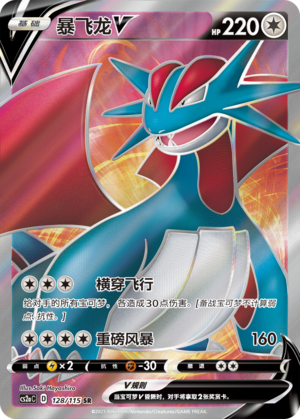 基础
暴飞龙V
HP 220
横穿飞行
给对手的所有宝可梦,各造成30点伤害。[备战宝可梦不计算弱
点、抗性。]
重磅风暴 160
弱点 ×2 抗性 -30 撤退
V规则
当宝可梦V昏厥时,对手将拿取2张奖赏卡。
Illus. Saki Hayashiro
CS2aC D 128/115 SR